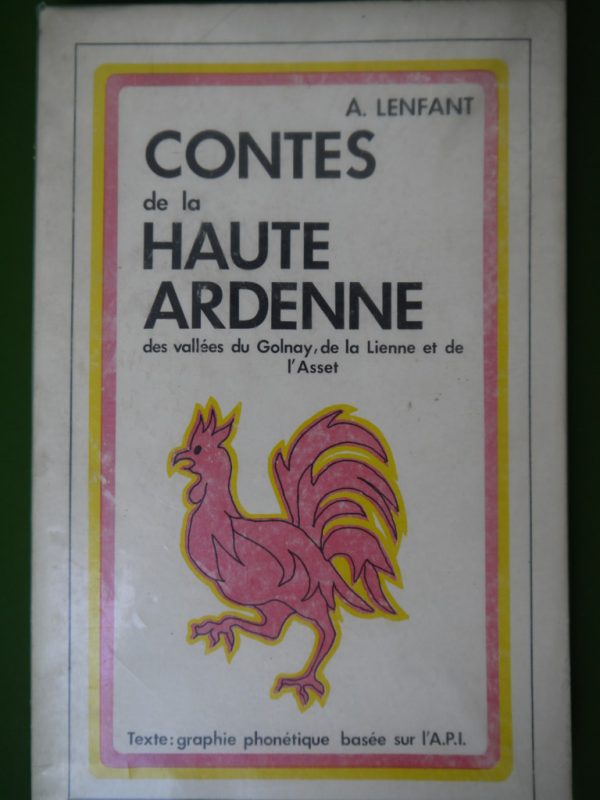 A. LENFANT
CONTES
de la
HAUTE
ARDENNE
des vallées du Golnay, de la Lienne et de
l'Asset
Texte: graphie phonétique basée sur l'A.P.I.